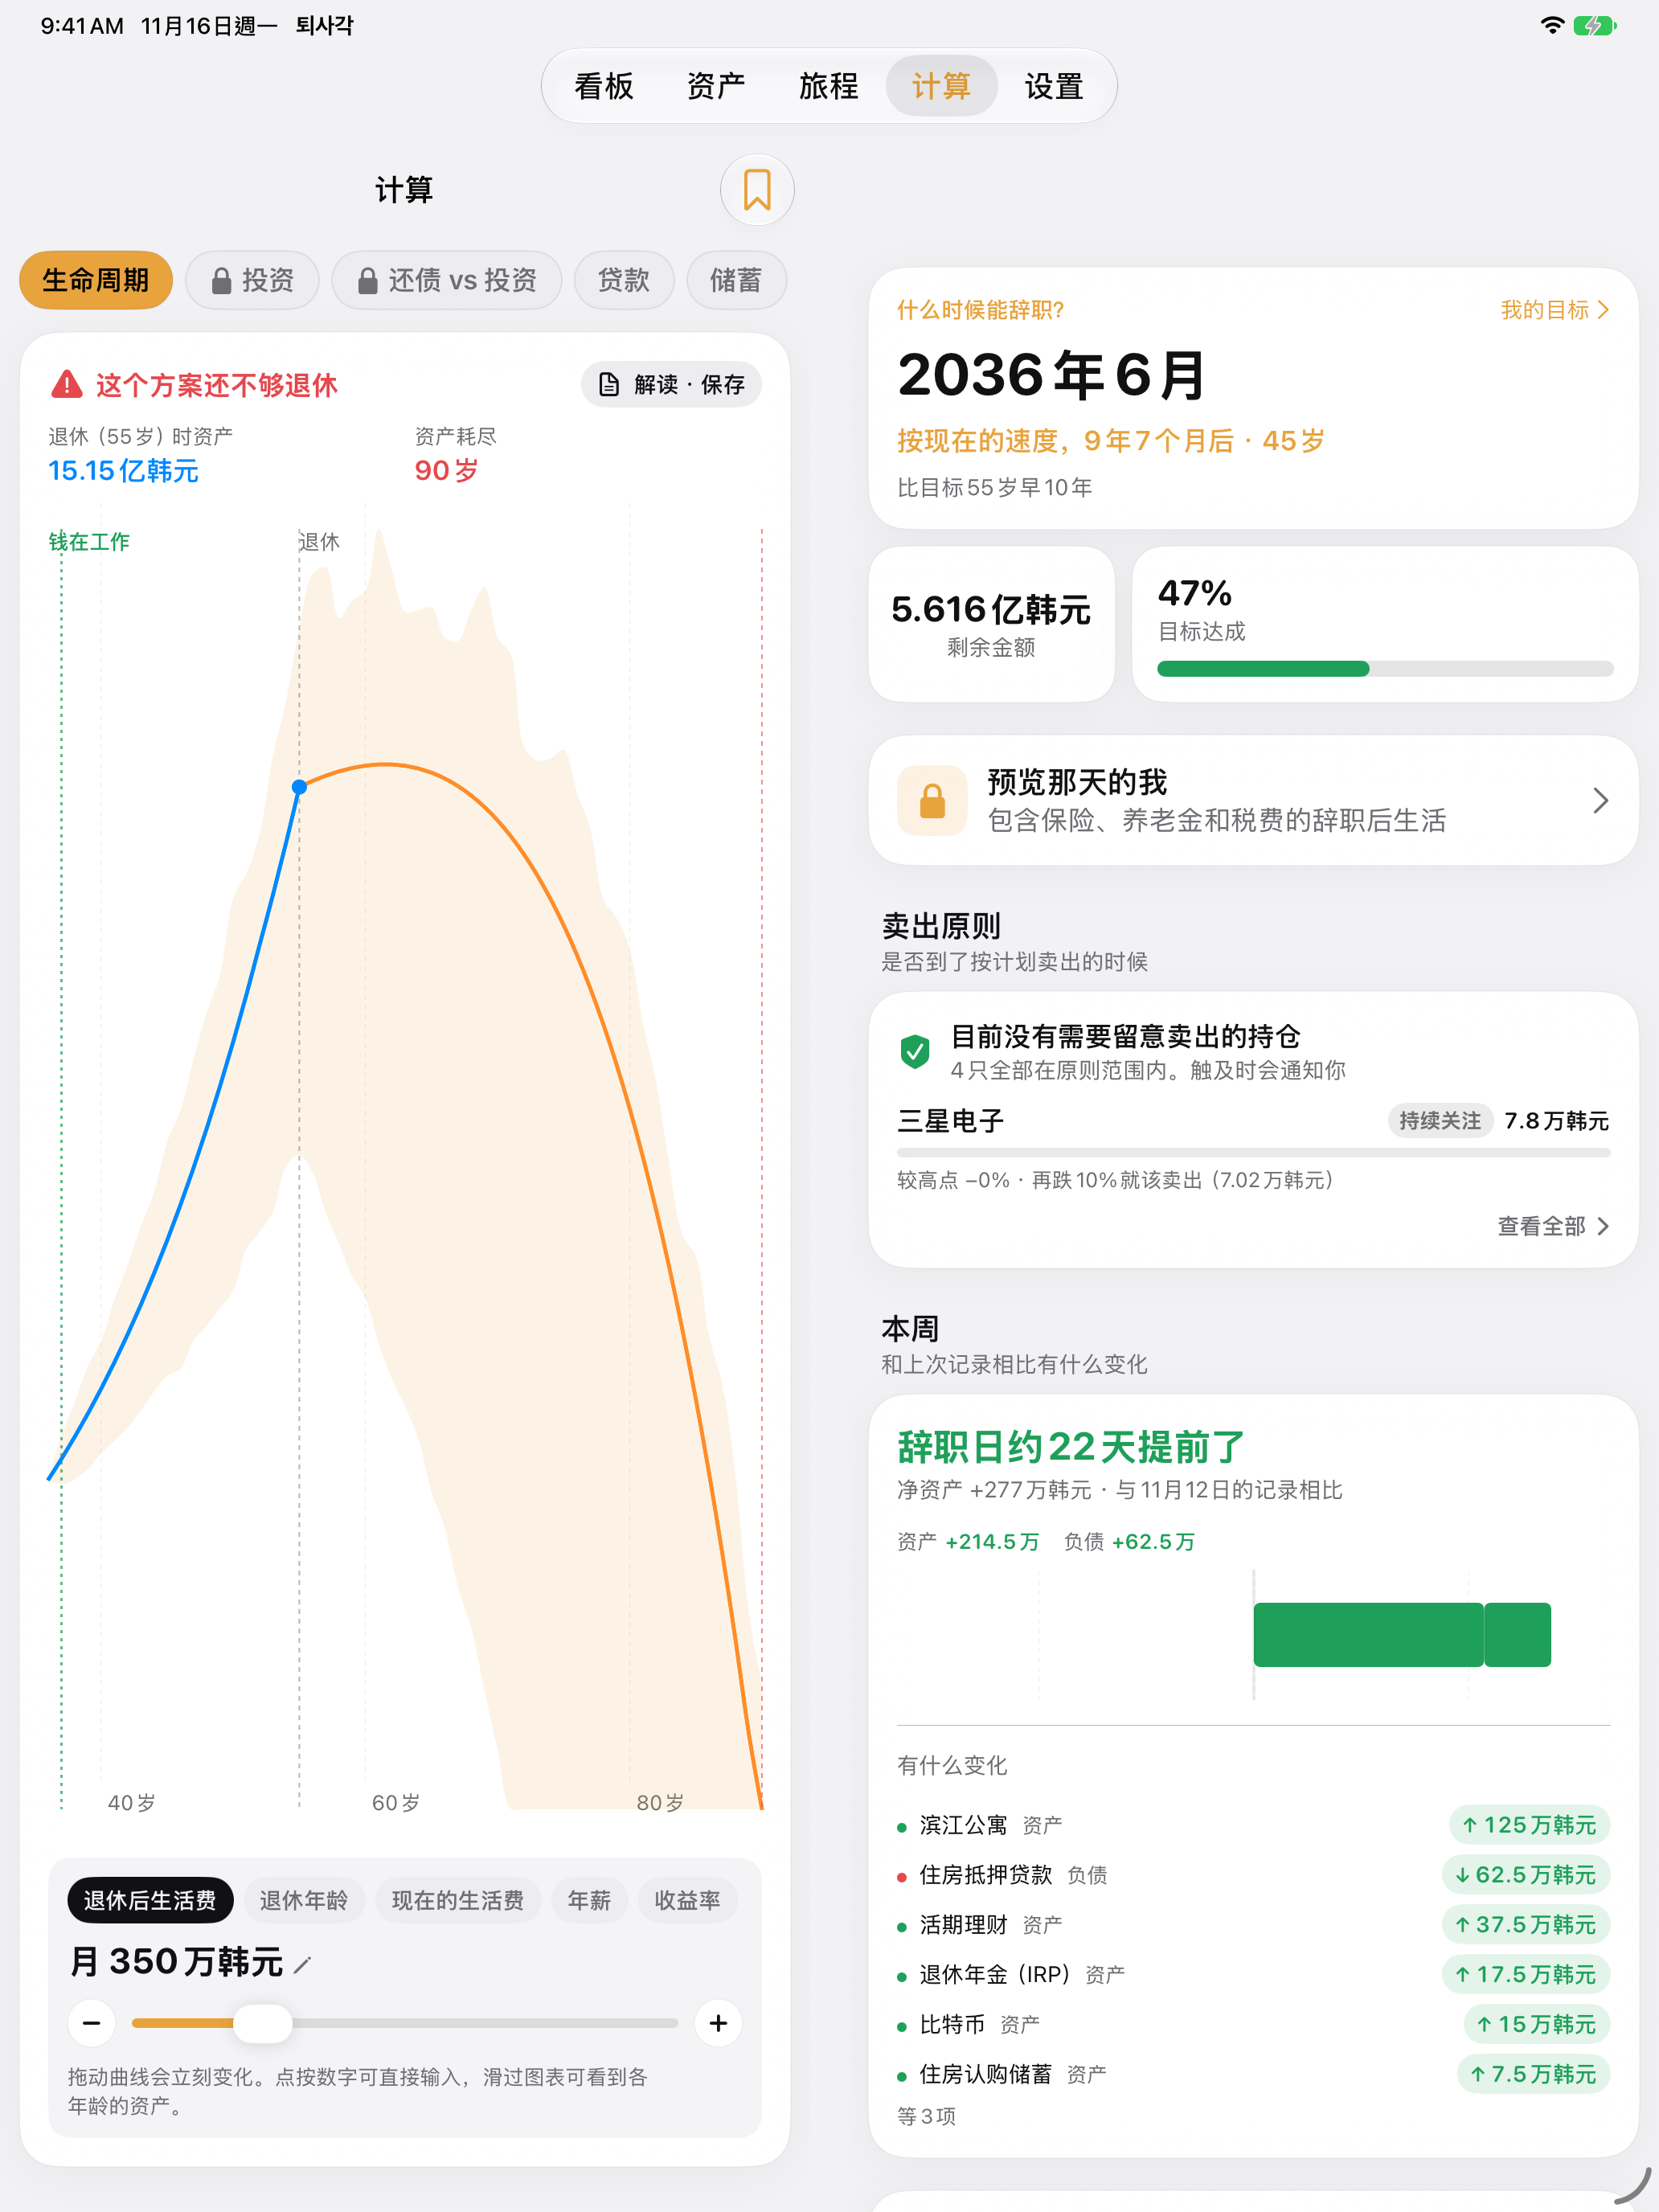 9:41 AM 11月16日週一 퇴사각
看板 资产 旅程 计算 设置
计算
生命周期 投资 还债 vs 投资 贷款 储蓄
这个方案还不够退休 解读 · 保存
退休（55岁）时资产 资产耗尽
15.15亿韩元 90岁
钱在工作 退休
40岁 60岁 80岁
退休后生活费 退休年龄 现在的生活费 年薪 收益率
月 350万韩元
拖动曲线会立刻变化。点按数字可直接输入，滑过图表可看到各
年龄的资产。
什么时候能辞职? 我的目标
2036年6月
按现在的速度，9年7个月后 · 45岁
比目标55岁早10年
5.616亿韩元
剩余金额
47%
目标达成
预览那天的我
包含保险、养老金和税费的辞职后生活
卖出原则
是否到了按计划卖出的时候
目前没有需要留意卖出的持仓
4只全部在原则范围内。触及时会通知你
三星电子 持续关注 7.8万韩元
较高点 −0% · 再跌10%就该卖出（7.02万韩元）
查看全部
本周
和上次记录相比有什么变化
辞职日约22天提前了
净资产 +277万韩元 · 与11月12日的记录相比
资产 +214.5万 负债 +62.5万
有什么变化
滨江公寓 资产 ↑ 125万韩元
住房抵押贷款 负债 ↓ 62.5万韩元
活期理财 资产 ↑ 37.5万韩元
退休年金（IRP） 资产 ↑ 17.5万韩元
比特币 资产 ↑ 15万韩元
住房认购储蓄 资产 ↑ 7.5万韩元
等3项